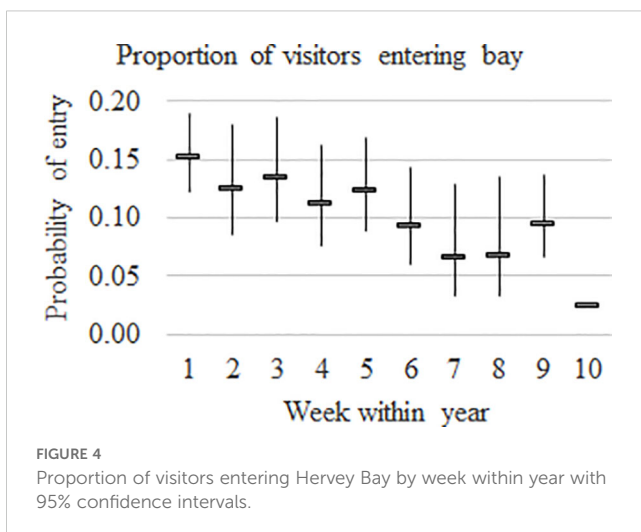 Proportion of visitors entering bay
Probability of entry
0.20
0.15
0.10
0.05
0.00
1 2 3 4 5 6 7 8 9 10
Week within year
FIGURE 4
Proportion of visitors entering Hervey Bay by week within year with
95% confidence intervals.